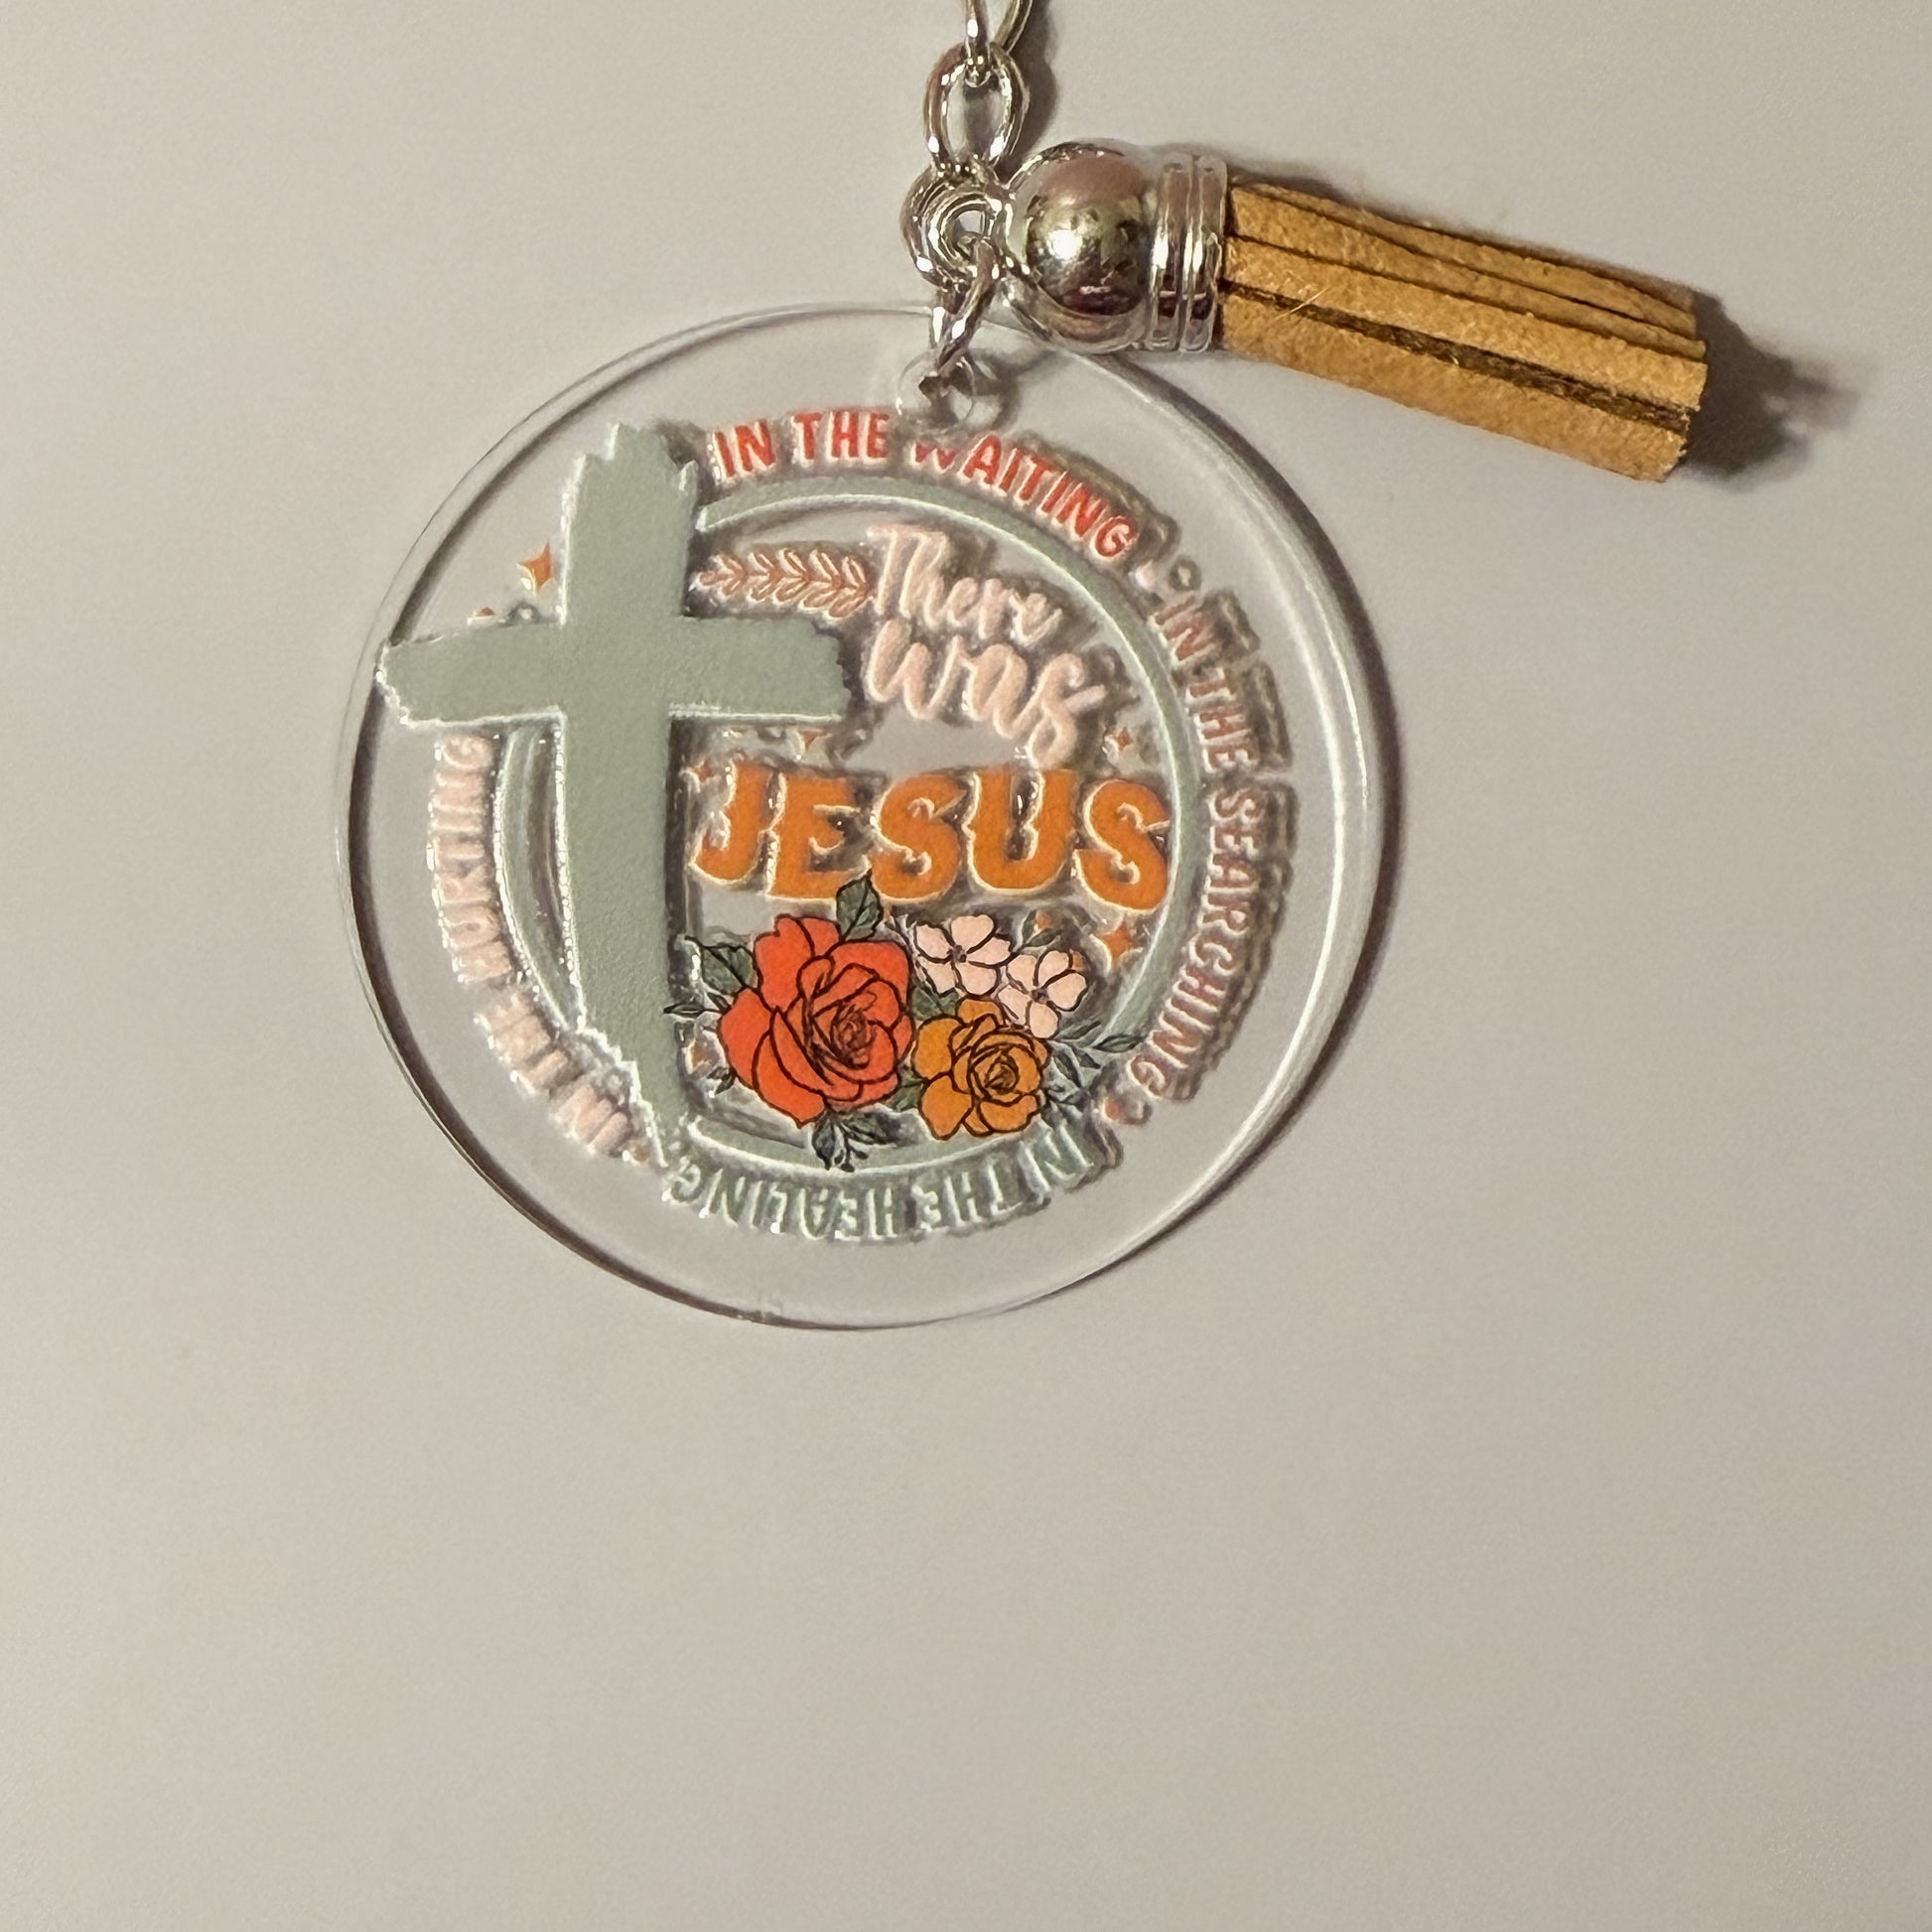 IN THE WAITING
IN THE SEARCHING
IN THE HEALING
IN THE HURTING
There
was
JESUS